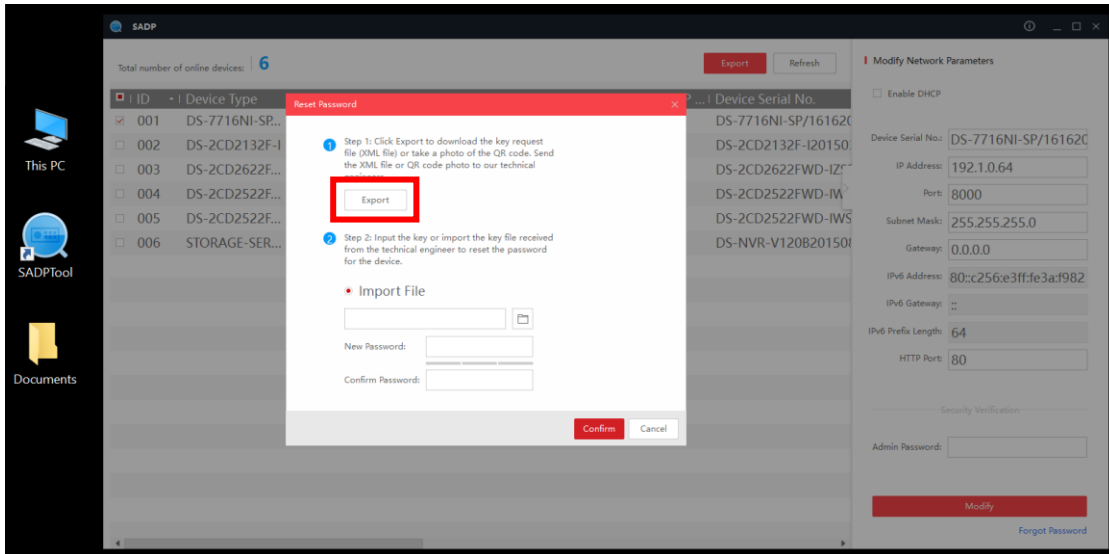 SADP
Total number of online devices: 6
Export
Refresh
ID
Device Type
Device Serial No.
001 DS-7716NI-SP... DS-7716NI-SP/161620
002 DS-2CD2132F-I DS-2CD2132F-I20150
003 DS-2CD2622F... DS-2CD2622FWD-IZS
004 DS-2CD2522F... DS-2CD2522FWD-IW
005 DS-2CD2522F... DS-2CD2522FWD-IWS
006 STORAGE-SER... DS-NVR-V120B201508
Reset Password
1
Step 1: Click Export to download the key request
file (XML file) or take a photo of the QR code. Send
the XML file or QR code photo to our technical
Export
2
Step 2: Input the key or import the key file received
from the technical engineer to reset the password
for the device.
Import File
New Password:
Confirm Password:
Confirm
Cancel
Modify Network Parameters
Enable DHCP
Device Serial No.: DS-7716NI-SP/161620
IP Address: 192.1.0.64
Port: 8000
Subnet Mask: 255.255.255.0
Gateway: 0.0.0.0
IPv6 Address: 80::c256:e3ff:fe3a:f982
IPv6 Gateway: ::
IPv6 Prefix Length: 64
HTTP Port: 80
Security Verification
Admin Password:
Modify
Forgot Password
This PC
SADPTool
Documents